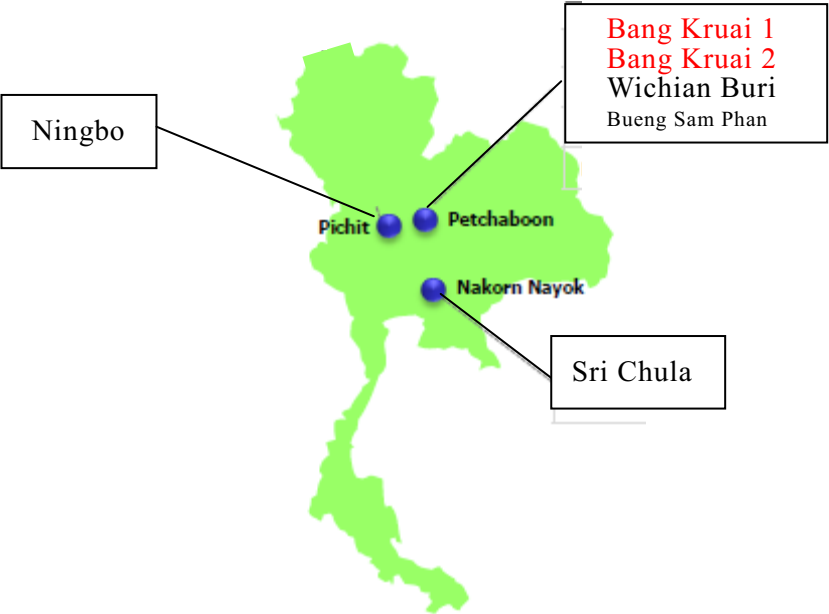 Bang Kruai 1
Bang Kruai 2
Wichian Buri
Bueng Sam Phan
Ningbo
Pichit
Petchaboon
Nakorn Nayok
Sri Chula